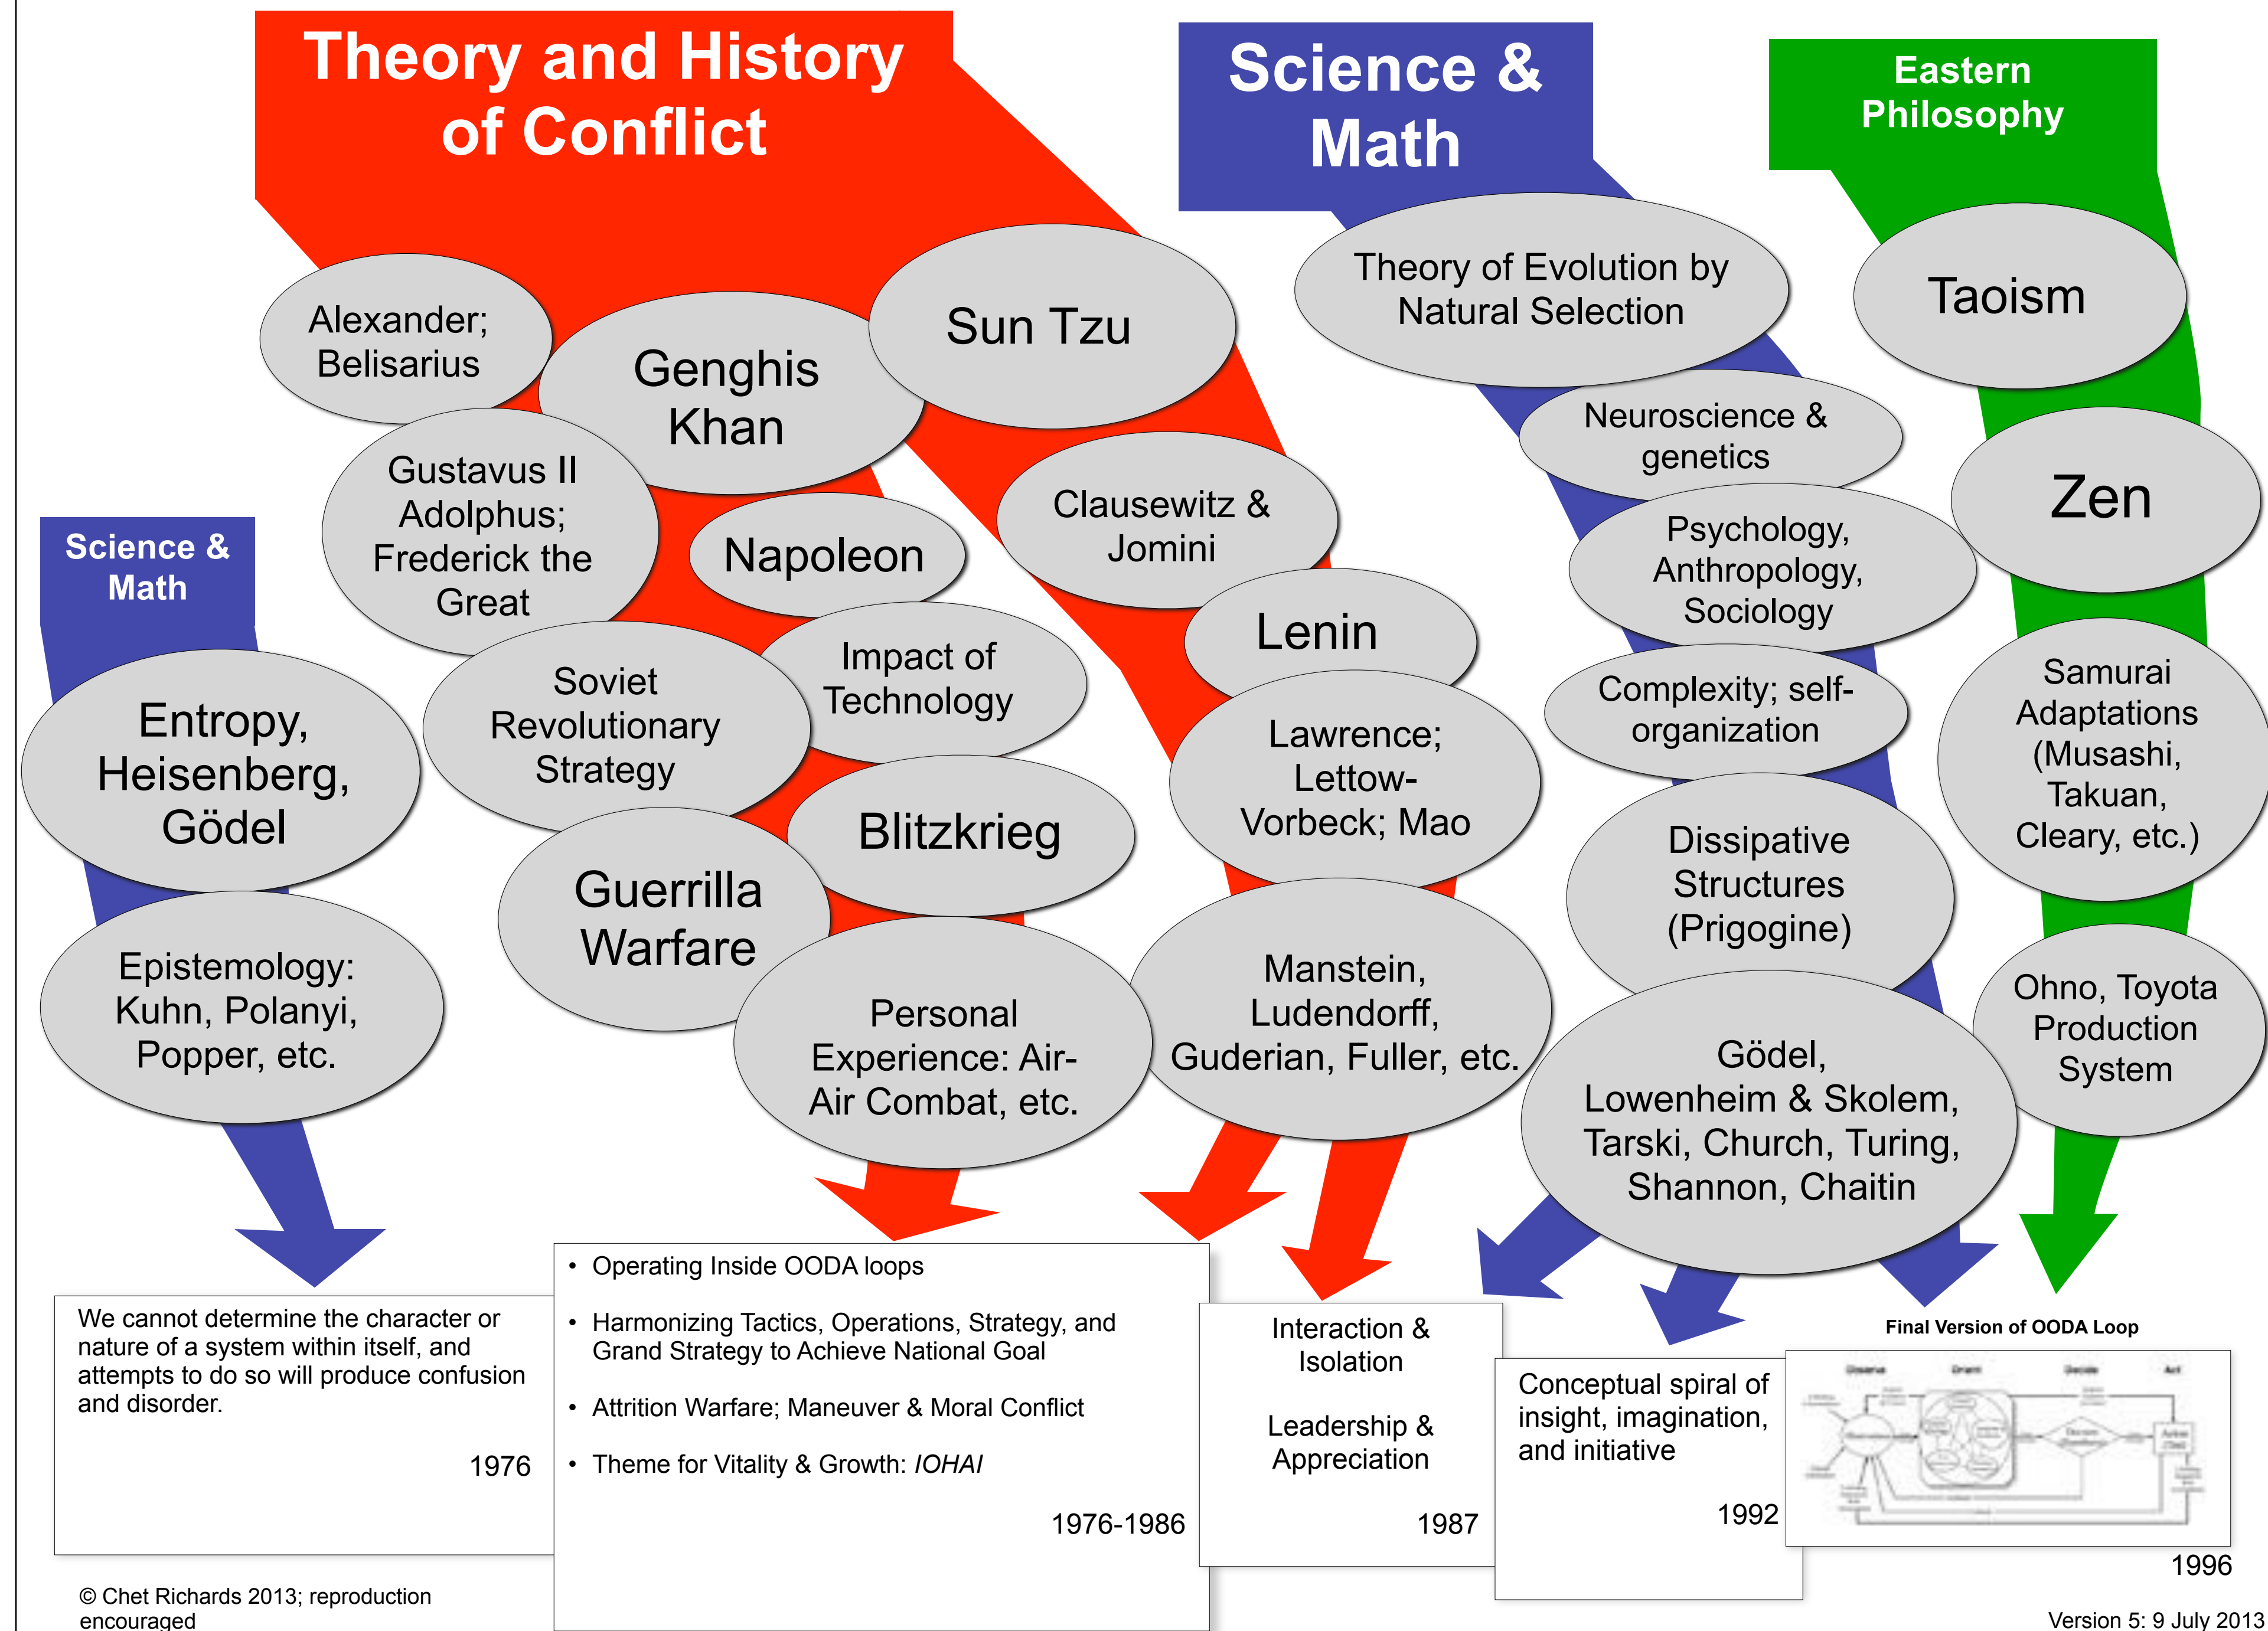 Theory and History
of Conflict
Science &
Math
Eastern
Philosophy
Alexander;
Belisarius
Genghis
Khan
Sun Tzu
Theory of Evolution by
Natural Selection
Taoism
Gustavus II
Adolphus;
Frederick the
Great
Napoleon
Clausewitz &
Jomini
Neuroscience &
genetics
Zen
Science &
Math
Psychology,
Anthropology,
Sociology
Soviet
Revolutionary
Strategy
Impact of
Technology
Lenin
Complexity; self-
organization
Samurai
Adaptations
(Musashi,
Takuan,
Cleary, etc.)
Entropy,
Heisenberg,
Gödel
Lawrence;
Lettow-
Vorbeck; Mao
Guerrilla
Warfare
Blitzkrieg
Dissipative
Structures
(Prigogine)
Epistemology:
Kuhn, Polanyi,
Popper, etc.
Personal
Experience: Air-
Air Combat, etc.
Manstein,
Ludendorff,
Guderian, Fuller, etc.
Gödel,
Lowenheim & Skolem,
Tarski, Church, Turing,
Shannon, Chaitin
Ohno, Toyota
Production
System
We cannot determine the character or
nature of a system within itself, and
attempts to do so will produce confusion
and disorder.
1976
• Operating Inside OODA loops
• Harmonizing Tactics, Operations, Strategy, and
Grand Strategy to Achieve National Goal
• Attrition Warfare; Maneuver & Moral Conflict
• Theme for Vitality & Growth: IOHAI
1976-1986
Interaction &
Isolation
Leadership &
Appreciation
1987
Conceptual spiral of
insight, imagination,
and initiative
1992
Final Version of OODA Loop
Observe Orient Decide Act
1996
© Chet Richards 2013; reproduction
encouraged
Version 5: 9 July 2013